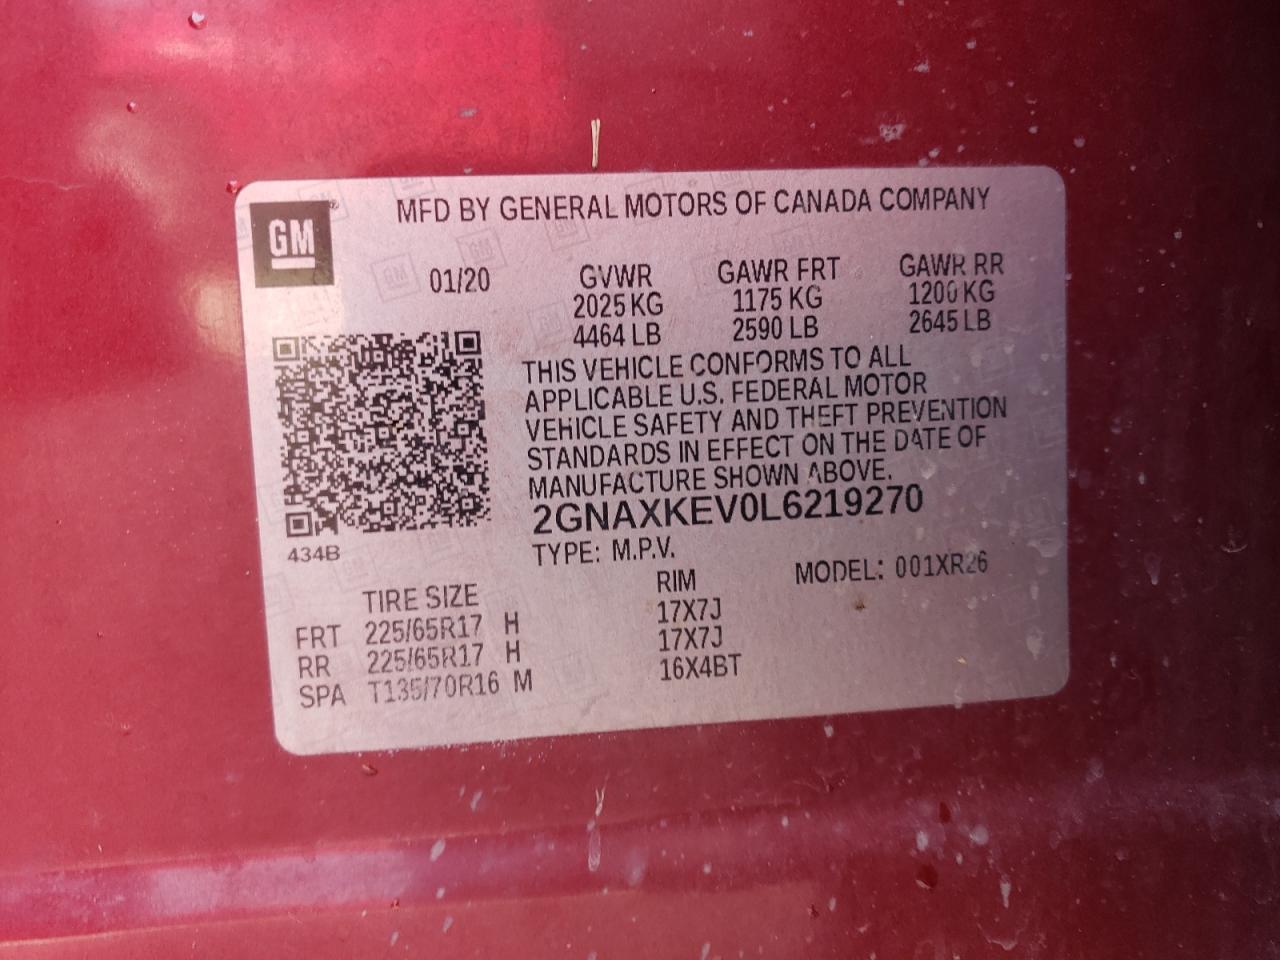 GM®
MFD BY GENERAL MOTORS OF CANADA COMPANY
01/20 GVWR GAWR FRT GAWR RR
2025 KG 1175 KG 1200 KG
4464 LB 2590 LB 2645 LB
THIS VEHICLE CONFORMS TO ALL
APPLICABLE U.S. FEDERAL MOTOR
VEHICLE SAFETY AND THEFT PREVENTION
STANDARDS IN EFFECT ON THE DATE OF
MANUFACTURE SHOWN ABOVE.
2GNAXKEV0L6219270
434B
TYPE: M.P.V. MODEL: 001XR26
TIRE SIZE RIM
FRT 225/65R17 H 17X7J
RR 225/65R17 H 17X7J
SPA T135/70R16 M 16X4BT